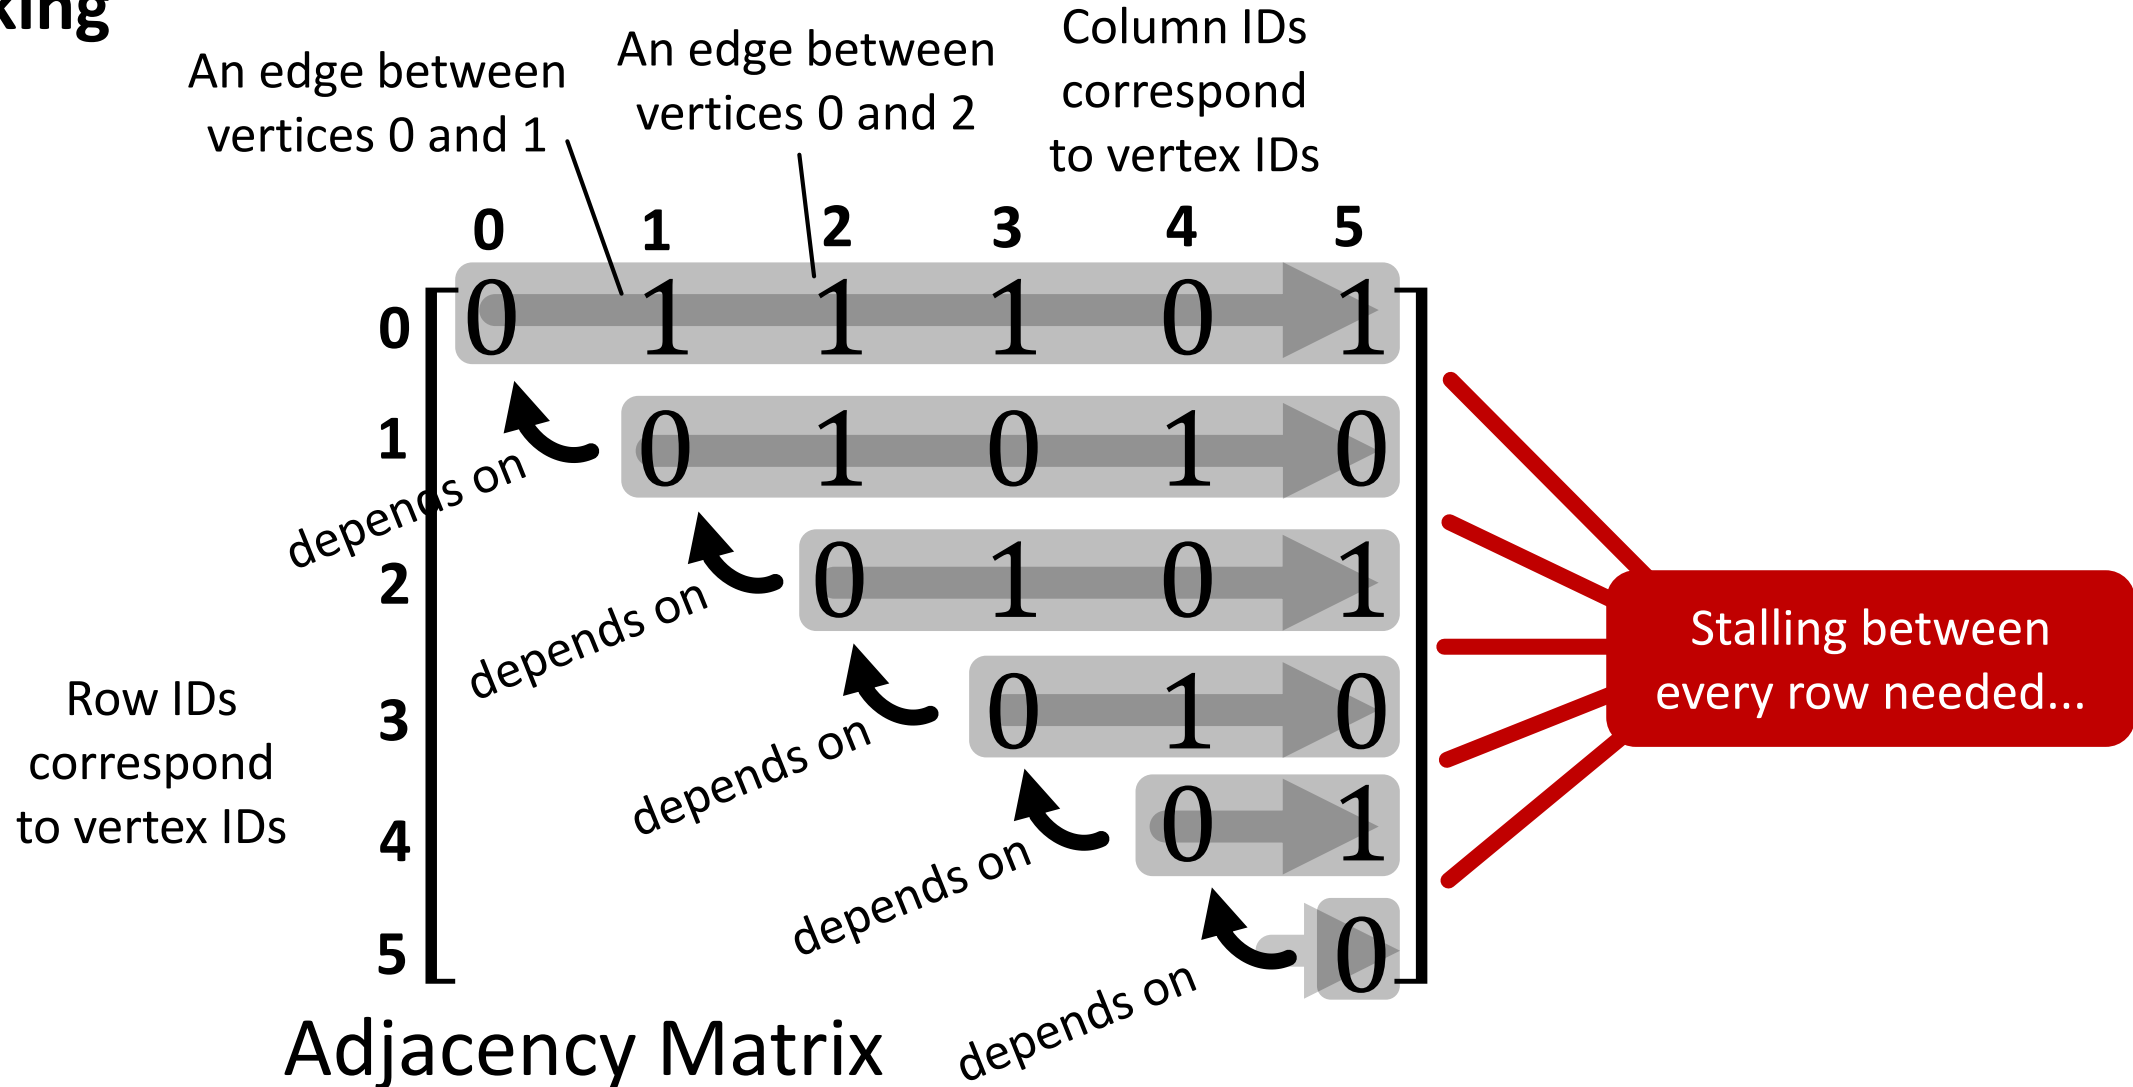 An edge between
vertices 0 and 1
An edge between
vertices 0 and 2
Column IDs
correspond
to vertex IDs
0 1 2 3 4 5
0 0 1 1 1 0 1
1 0 1 0 1 0
depends on
2 0 1 0 1
depends on
3 0 1 0
depends on
4 0 1
depends on
5 0
depends on
Row IDs
correspond
to vertex IDs
Stalling between
every row needed...
Adjacency Matrix